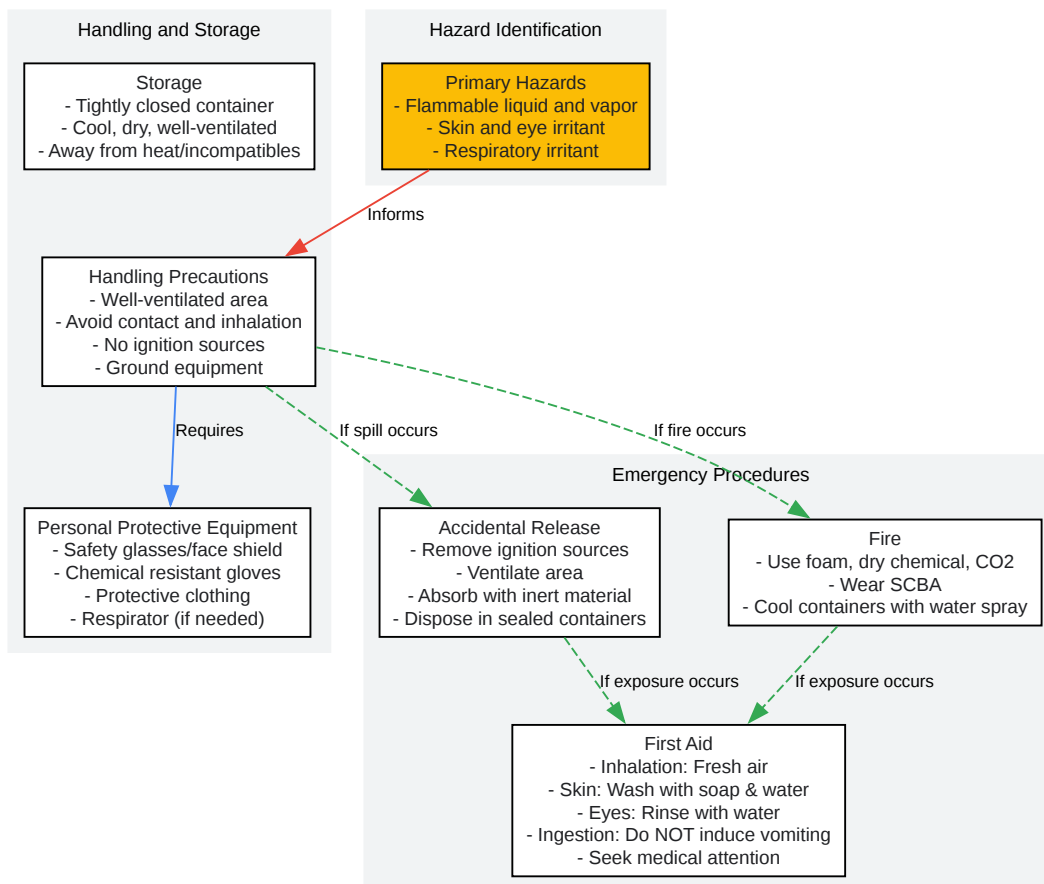 Handling and Storage
Storage
- Tightly closed container
- Cool, dry, well-ventilated
- Away from heat/incompatibles
Hazard Identification
Primary Hazards
- Flammable liquid and vapor
- Skin and eye irritant
- Respiratory irritant
Informs
Handling Precautions
- Well-ventilated area
- Avoid contact and inhalation
- No ignition sources
- Ground equipment
Requires
If spill occurs
If fire occurs
Personal Protective Equipment
- Safety glasses/face shield
- Chemical resistant gloves
- Protective clothing
- Respirator (if needed)
Emergency Procedures
Accidental Release
- Remove ignition sources
- Ventilate area
- Absorb with inert material
- Dispose in sealed containers
Fire
- Use foam, dry chemical, CO2
- Wear SCBA
- Cool containers with water spray
If exposure occurs
If exposure occurs
First Aid
- Inhalation: Fresh air
- Skin: Wash with soap & water
- Eyes: Rinse with water
- Ingestion: Do NOT induce vomiting
- Seek medical attention